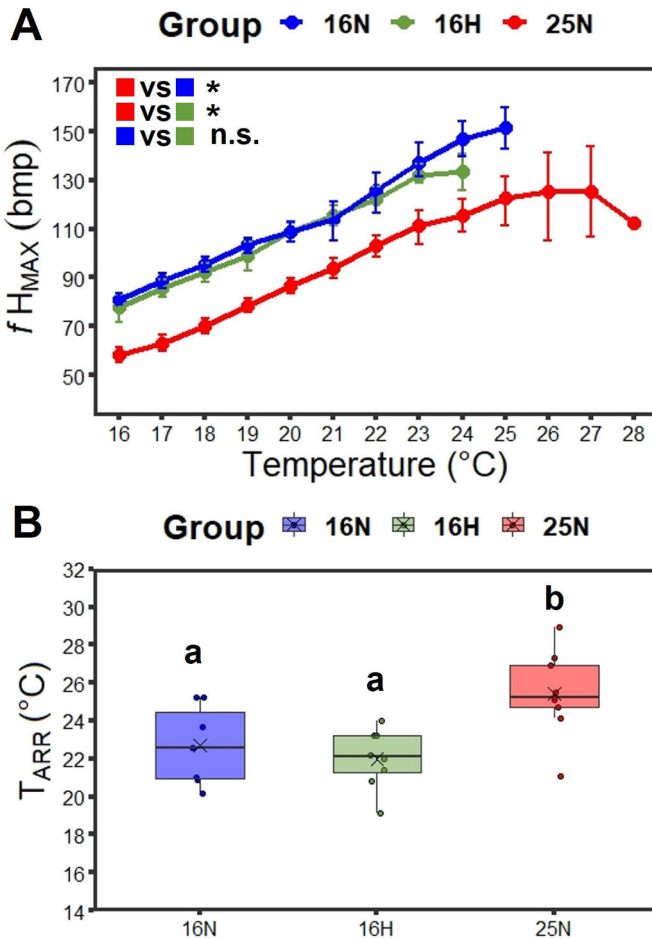 A
Group 16N 16H 25N
170
150
130
110
90
70
50
vs *
vs *
vs n.s.
f H MAX (bmp)
16 17 18 19 20 21 22 23 24 25 26 27 28
Temperature (°C)
B
Group 16N 16H 25N
32
30
28
26
24
22
20
18
16
14
a
a
b
T ARR (°C)
16N 16H 25N